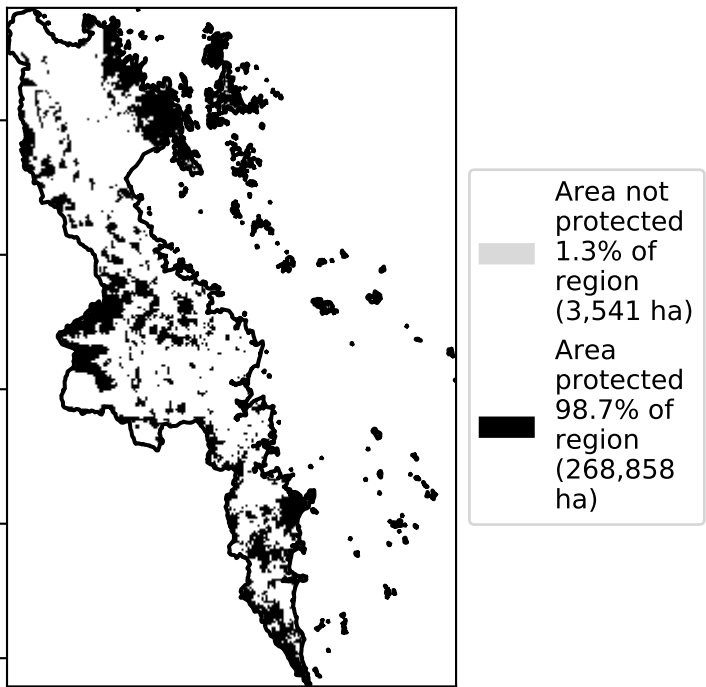 Area not
protected
1.3% of
region
(3,541 ha)
Area
protected
98.7% of
region
(268,858
ha)